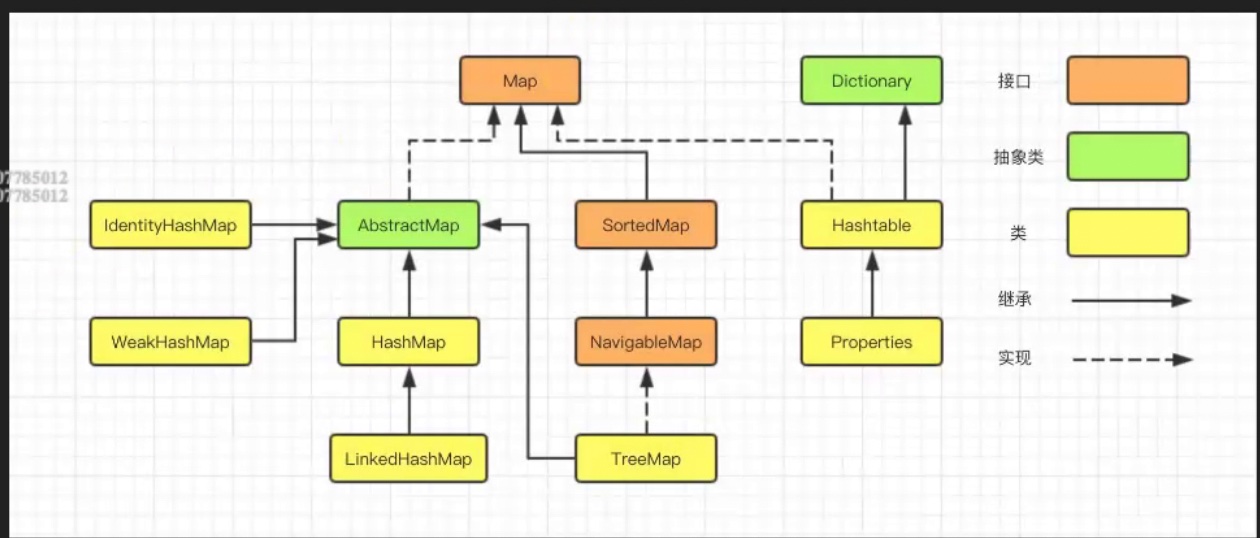 Map
Dictionary
接口
抽象类
07785012
07785012
IdentityHashMap
AbstractMap
SortedMap
Hashtable
类
继承
WeakHashMap
HashMap
NavigableMap
Properties
实现
LinkedHashMap
TreeMap